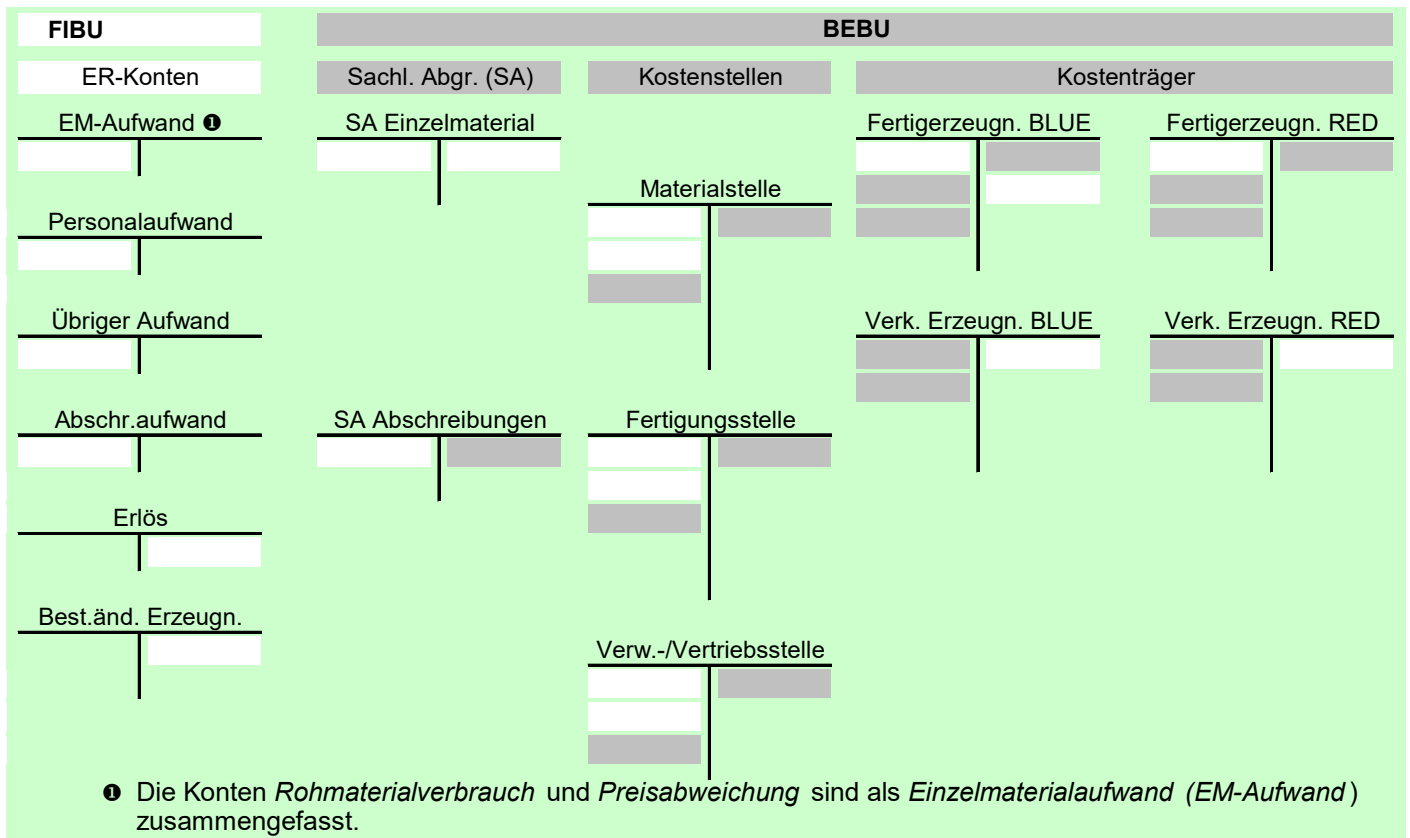 FIBU
BEBU
ER-Konten
Sachl. Abgr. (SA)
Kostenstellen
Kostenträger
EM-Aufwand ❶
SA Einzelmaterial
Fertigerzeugn. BLUE
Fertigerzeugn. RED
Materialstelle
Personalaufwand
Übriger Aufwand
Verk. Erzeugn. BLUE
Verk. Erzeugn. RED
Abschr.aufwand
SA Abschreibungen
Fertigungsstelle
Erlös
Best.änd. Erzeugn.
Verw.-/Vertriebsstelle
❶ Die Konten Rohmaterialverbrauch und Preisabweichung sind als Einzelmaterialaufwand (EM-Aufwand)
zusammengefasst.